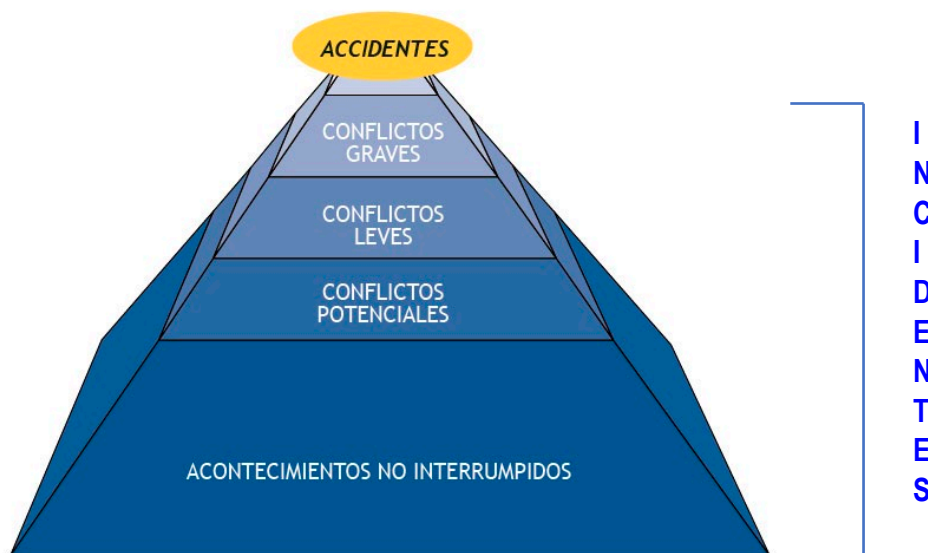 ACCIDENTES
CONFLICTOS
GRAVES
CONFLICTOS
LEVES
CONFLICTOS
POTENCIALES
ACONTECIMIENTOS NO INTERRUMPIDOS
I
N
C
I
D
E
N
T
E
S